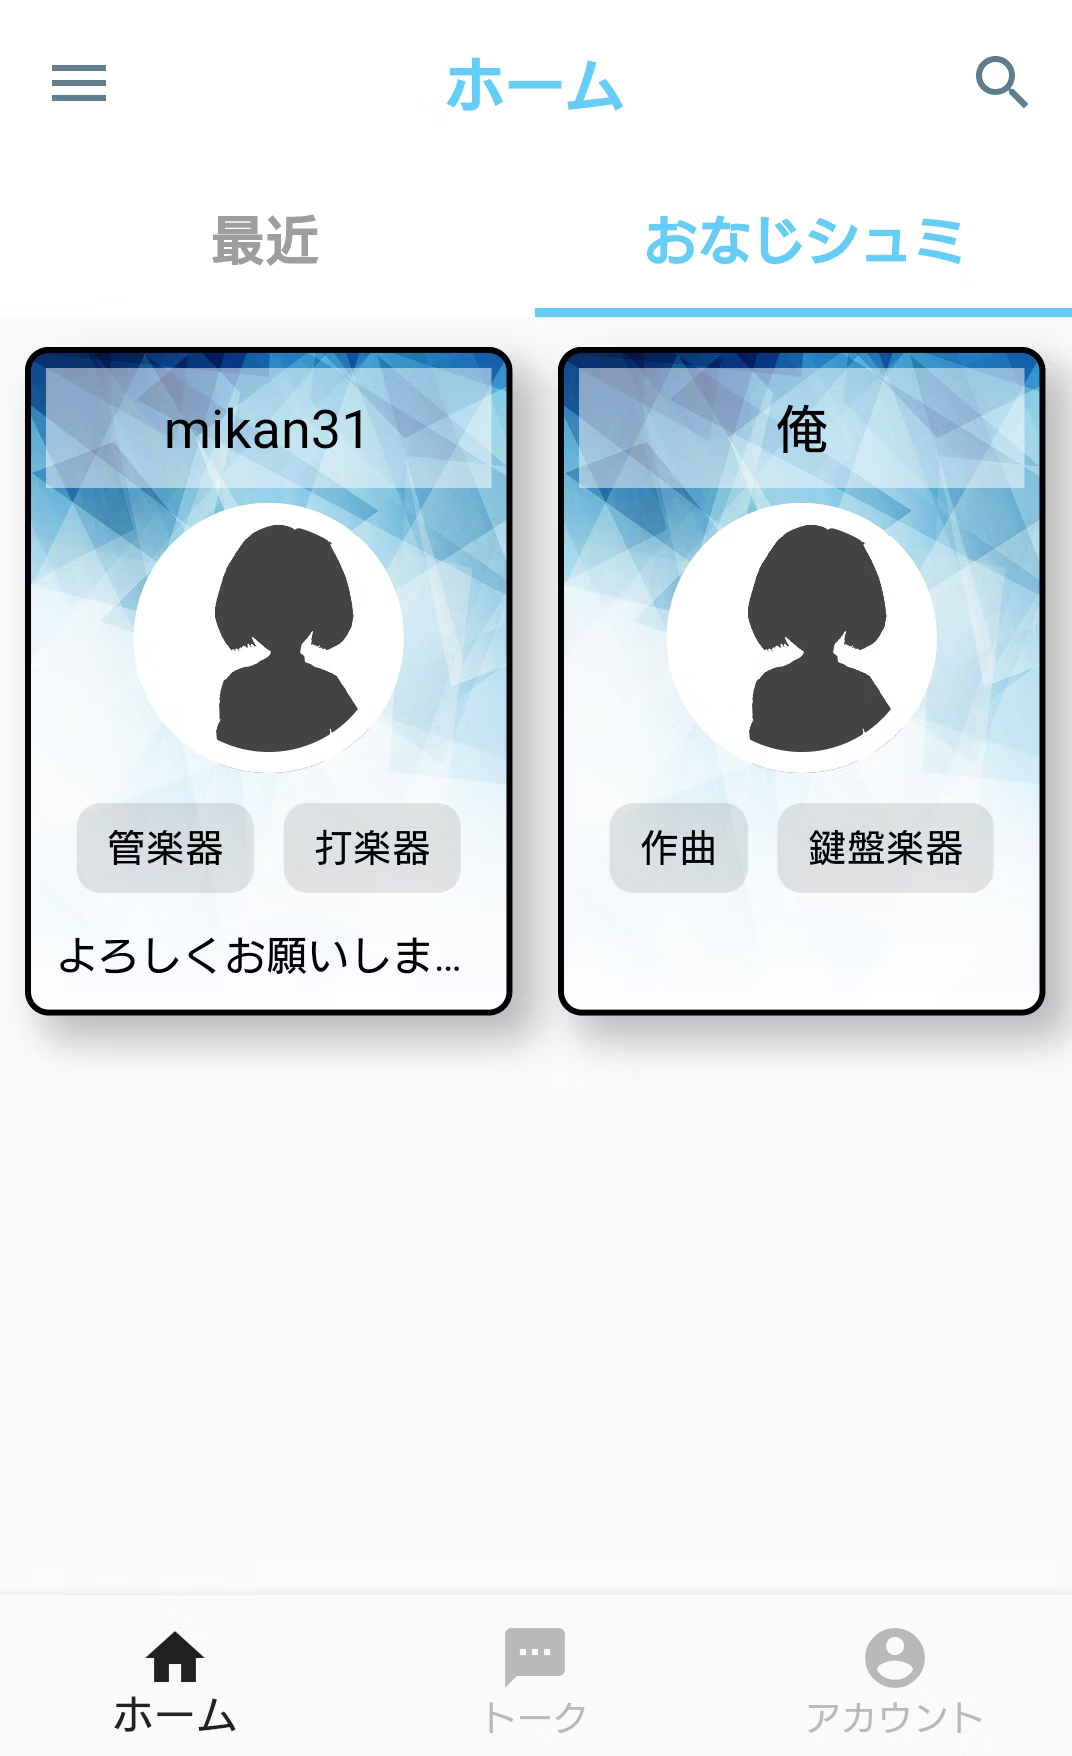 ホーム
最近
おなじシュミ
mikan31
管楽器
打楽器
よろしくお願いしま...
俺
作曲
鍵盤楽器
ホーム
トーク
アカウント